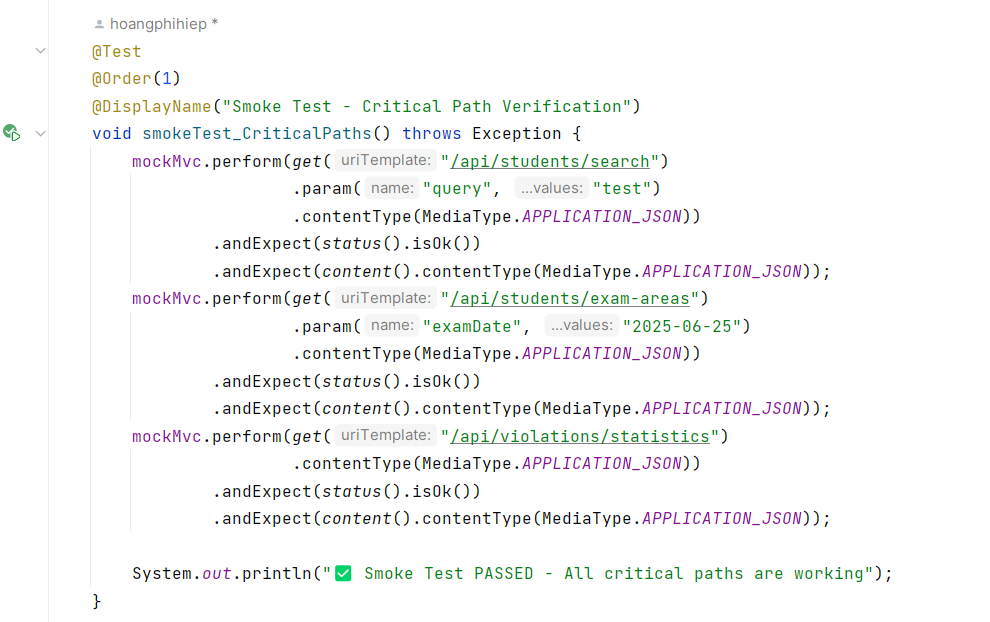 hoangphihiep *
@Test
@Order(1)
@DisplayName("Smoke Test - Critical Path Verification")
void smokeTest_CriticalPaths() throws Exception {
mockMvc.perform(get( uriTemplate: "/api/students/search")
.param( name: "query", ...values: "test")
.contentType(MediaType.APPLICATION_JSON))
.andExpect(status().isOk())
.andExpect(content().contentType(MediaType.APPLICATION_JSON));
mockMvc.perform(get( uriTemplate: "/api/students/exam-areas")
.param( name: "examDate", ...values: "2025-06-25")
.contentType(MediaType.APPLICATION_JSON))
.andExpect(status().isOk())
.andExpect(content().contentType(MediaType.APPLICATION_JSON));
mockMvc.perform(get( uriTemplate: "/api/violations/statistics")
.contentType(MediaType.APPLICATION_JSON))
.andExpect(status().isOk())
.andExpect(content().contentType(MediaType.APPLICATION_JSON));
System.out.println("✅ Smoke Test PASSED - All critical paths are working");
}